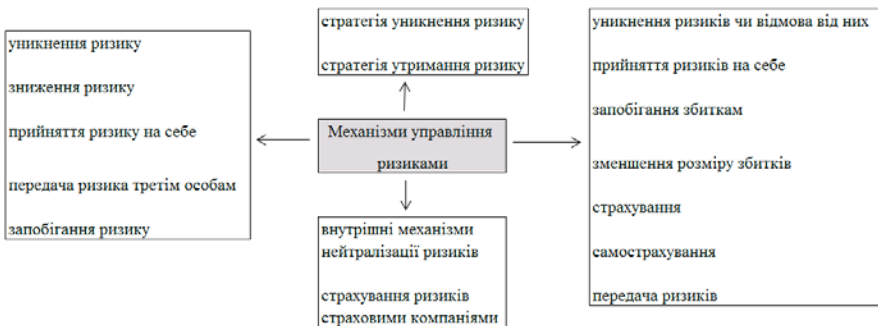 уникнення ризику
зниження ризику
прийняття ризику на себе
передача ризика третім особам
запобігання ризику
стратегія уникнення ризику
стратегія утримання ризику
Механізми управління
ризиками
внутрішні механізми
нейтралізації ризиків
страхування ризиків
страховими компаніями
уникнення ризиків чи відмова від них
прийняття ризиків на себе
запобігання збиткам
зменшення розміру збитків
страхування
самострахування
передача ризиків